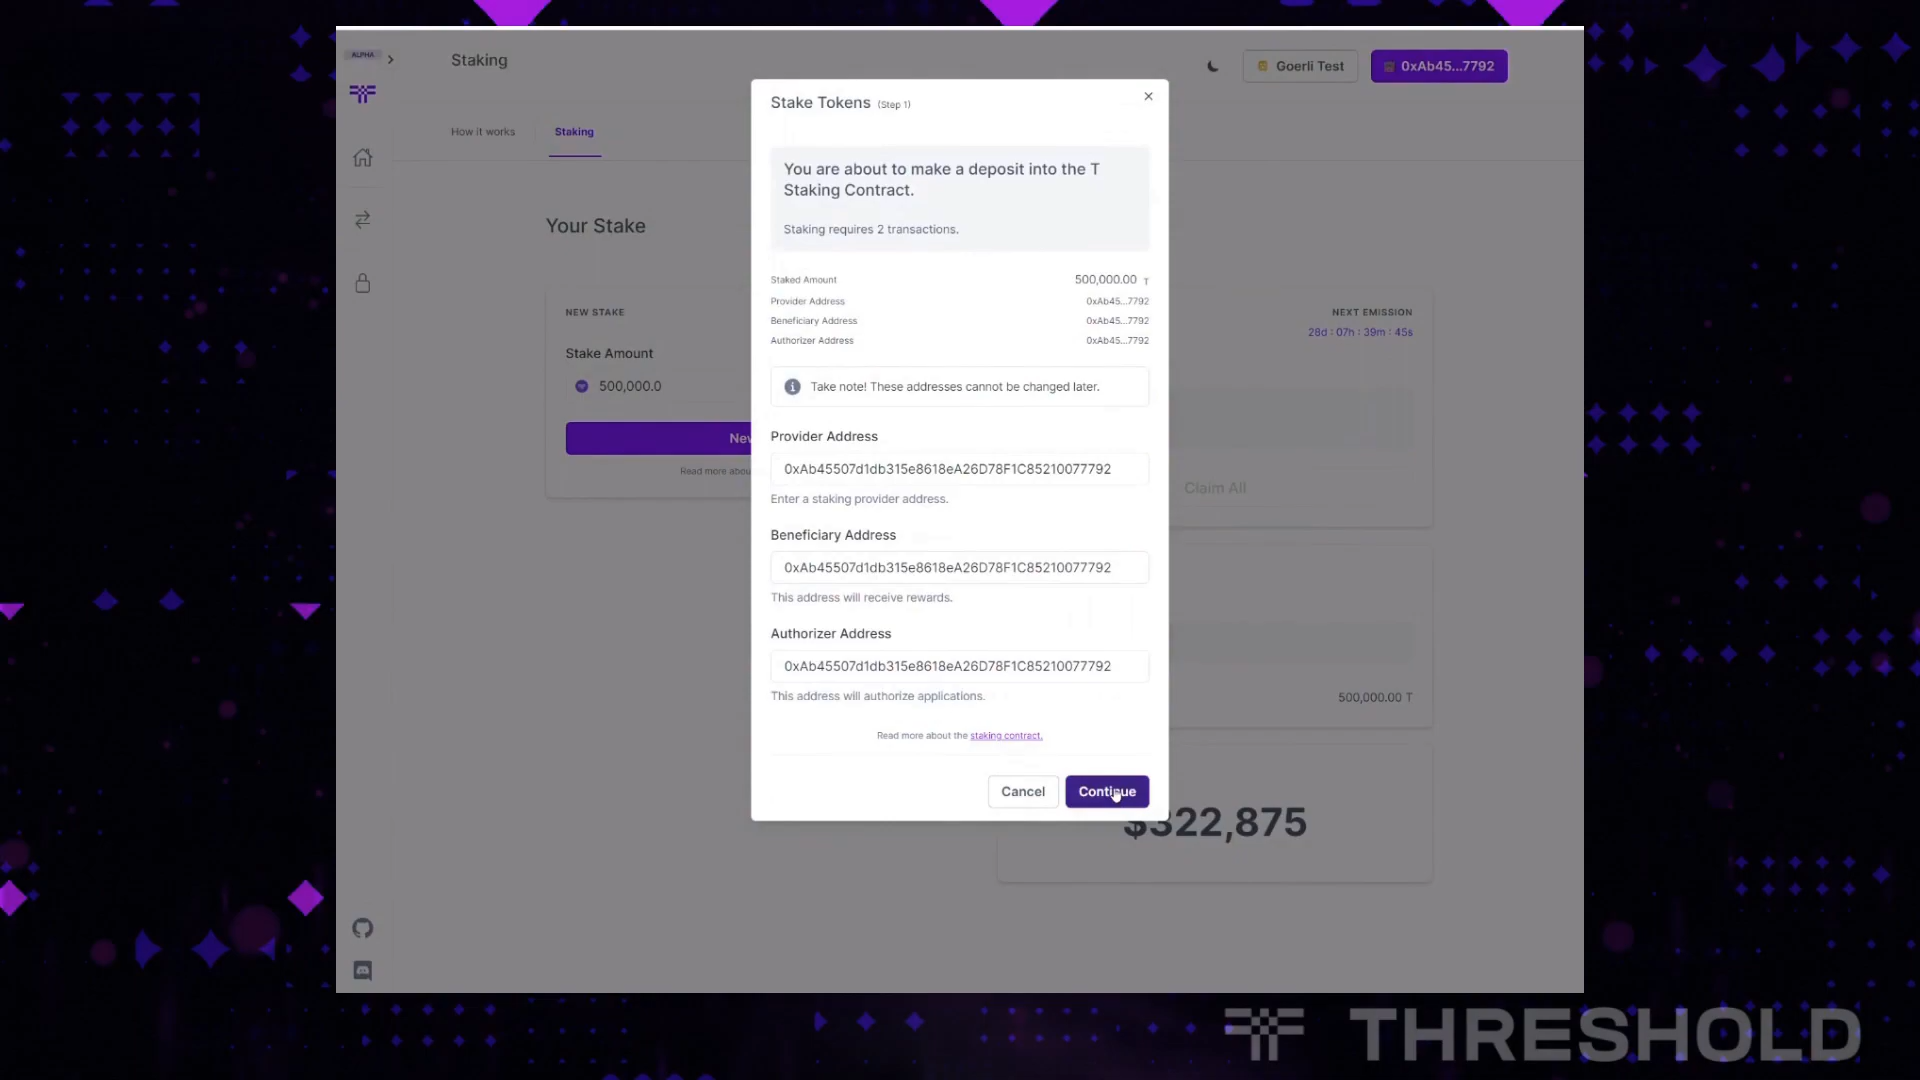 ALPHA
Staking
Goerli Test
0xAb45...7792
How it works
Staking
Stake Tokens (Step 1)
You are about to make a deposit into the T
Staking Contract.
Staking requires 2 transactions.
Your Stake
Staked Amount 500,000.00 T
Provider Address 0xAb45...7792
Beneficiary Address 0xAb45...7792
Authorizer Address 0xAb45...7792
NEW STAKE
NEXT EMISSION
28d : 07h : 39m : 45s
Stake Amount
500,000.0
Take note! These addresses cannot be changed later.
Provider Address
0xAb45507d1db315e8618eA26D78F1C85210077792
Enter a staking provider address.
Read more
Claim All
Beneficiary Address
0xAb45507d1db315e8618eA26D78F1C85210077792
This address will receive rewards.
Authorizer Address
0xAb45507d1db315e8618eA26D78F1C85210077792
This address will authorize applications.
500,000.00 T
Read more about the staking contract.
Cancel
Continue
$322,875
THRESHOLD